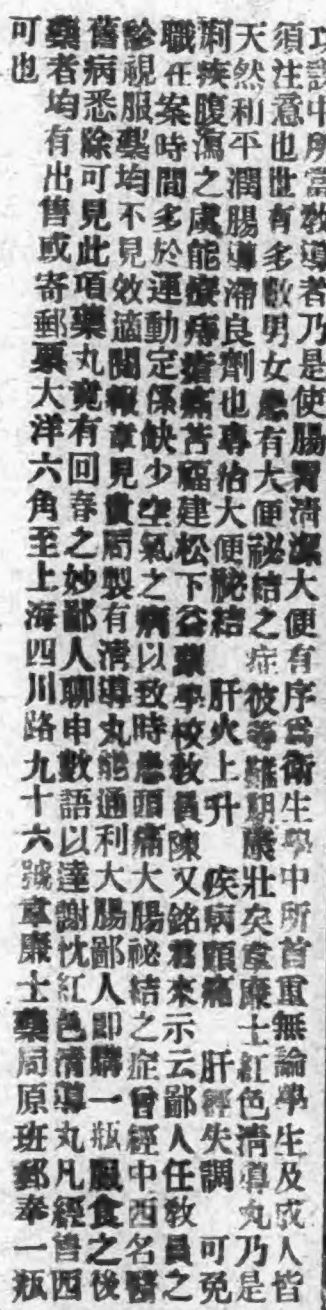 功課中所當教導者乃是使腸胃清潔大便有序爲衛生學中所首重無論學生及成人皆
須注意也世有多數男女患有大便祕結之症彼等難期康壯矣韋廉士紅色清導丸乃是
天然利平潤腸導滯良劑也專治大便祕結 肝火上升 疾病頭痛 肝經失調 可免
痢疾腹瀉之虞能療痔瘡痛苦福建松下谷蘭學校敎員陳又銘君來示云鄙人任敎員之
職在案時間多於運動定係缺少空氣之病以致時患頭痛大腸祕結之症曾經中西名醫
診視服藥均不見效適閱報章見貴局製有清導丸能通利大腸鄙人即購一瓶服食之後
舊病悉除可見此項藥丸竟有回春之妙鄙人聊申數語以達謝忱紅色清導丸凡經售西
藥者均有出售或寄郵票大洋六角至上海四川路九十六號韋廉士藥局原班郵奉一瓶
可也